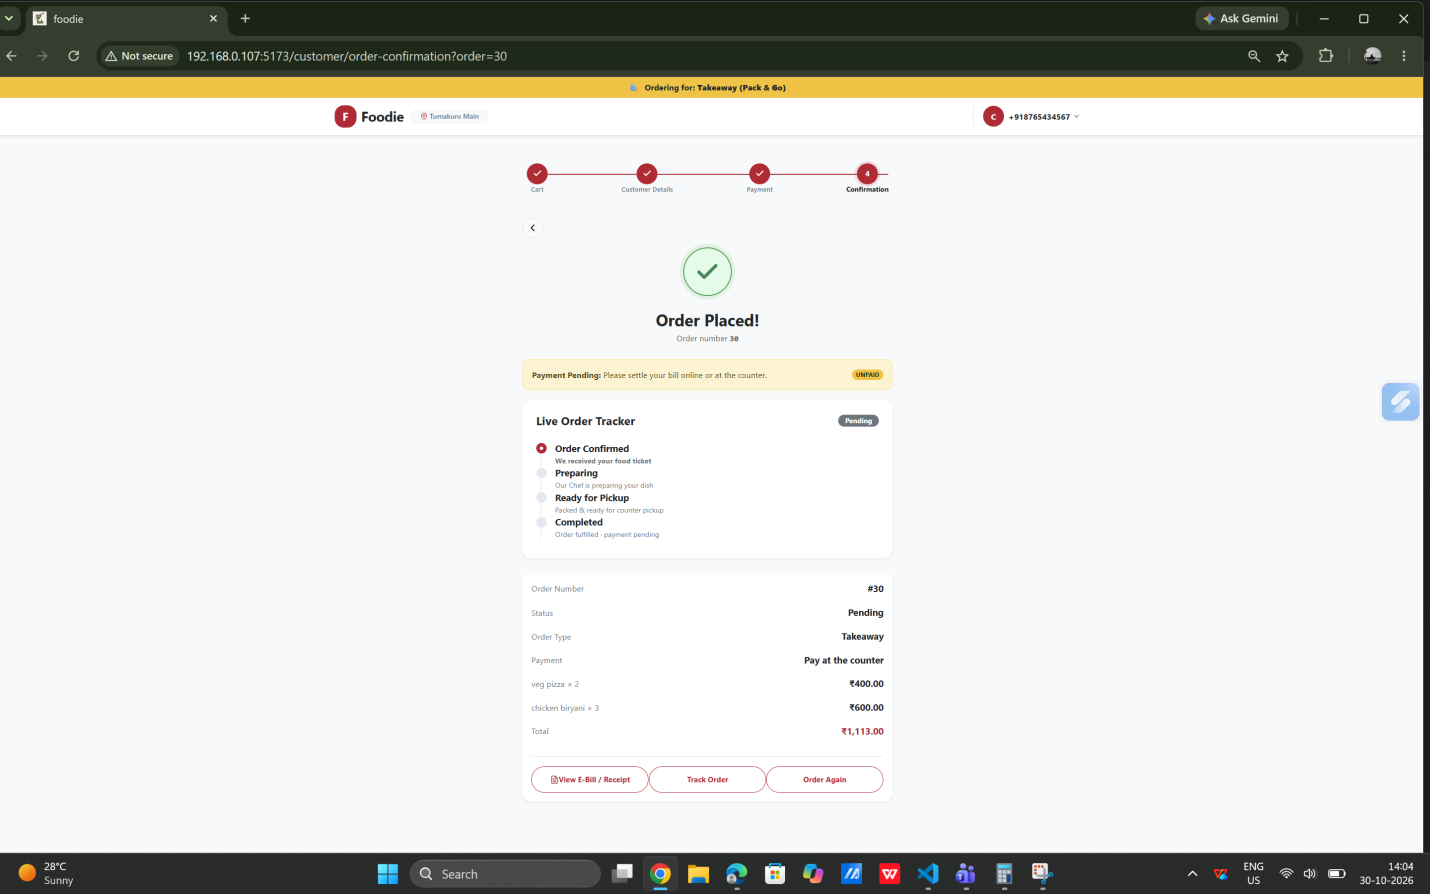 foodie
Ask Gemini
Not secure
192.168.0.107:5173/customer/order-confirmation?order=30
Ordering for: Takeaway (Pack & Go)
F
Foodie
Tumakuru Main
C
+918765434567
4
Cart
Customer Details
Payment
Confirmation
Order Placed!
Order number 30
Payment Pending: Please settle your bill online or at the counter.
UNPAID
Live Order Tracker
Pending
Order Confirmed
We received your food ticket
Preparing
Our Chef is preparing your dish
Ready for Pickup
Packed & ready for counter pickup
Completed
Order fulfilled · payment pending
Order Number
#30
Status
Pending
Order Type
Takeaway
Payment
Pay at the counter
veg pizza × 2
₹400.00
chicken biryani × 3
₹600.00
Total
₹1,113.00
View E-Bill / Receipt
Track Order
Order Again
28°C
Sunny
Search
ENG
US
14:04
30-10-2026